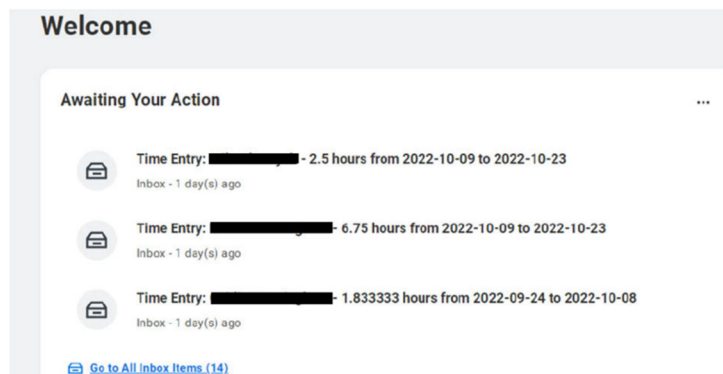 Welcome
Awaiting Your Action
...
Time Entry: - 2.5 hours from 2022-10-09 to 2022-10-23
Inbox - 1 day(s) ago
Time Entry: - 6.75 hours from 2022-10-09 to 2022-10-23
Inbox - 1 day(s) ago
Time Entry: - 1.833333 hours from 2022-09-24 to 2022-10-08
Inbox - 1 day(s) ago
Go to All Inbox Items (14)